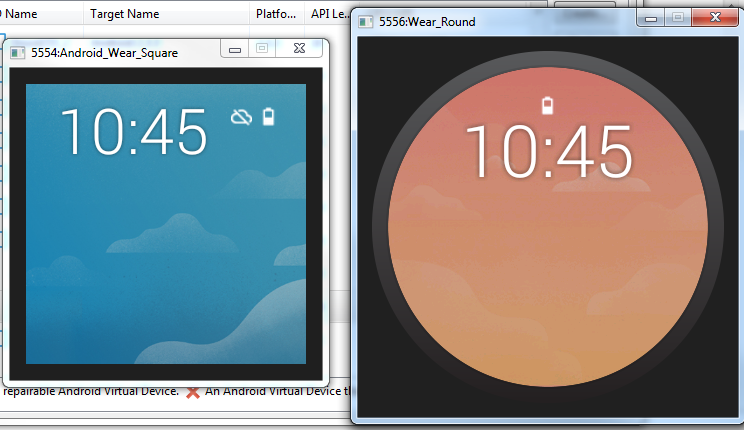 Name Target Name Platfo... API Le...
5554:Android_Wear_Square
10:45
5556:Wear_Round
10:45
repairable Android Virtual Device. An Android Virtual Device